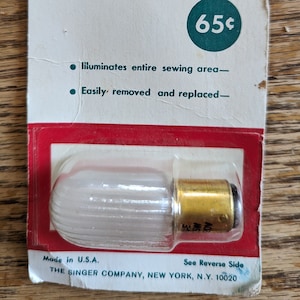 65¢
• Illuminates entire sewing area—
• Easily removed and replaced—
Made in U.S.A.
See Reverse Side
THE SINGER COMPANY, NEW YORK, N.Y. 10020